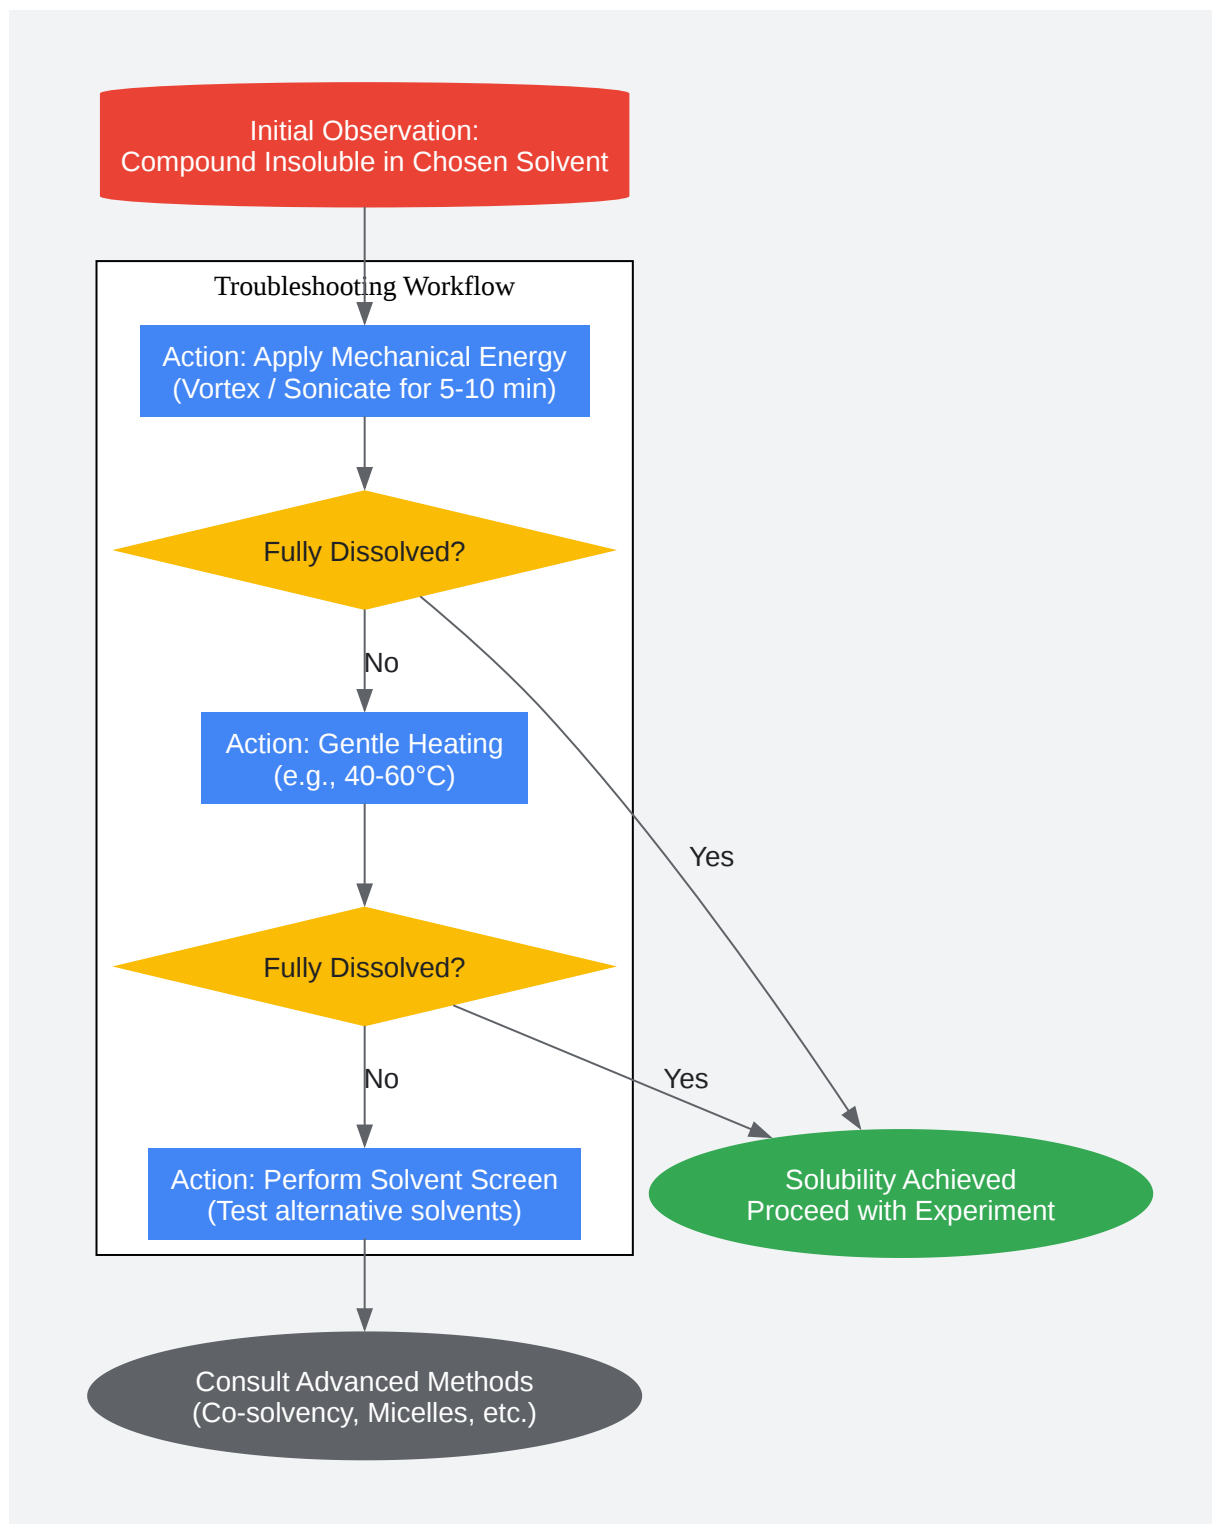 Initial Observation:
Compound Insoluble in Chosen Solvent
Troubleshooting Workflow
Action: Apply Mechanical Energy
(Vortex / Sonicate for 5-10 min)
Fully Dissolved?
No
Action: Gentle Heating
(e.g., 40-60°C)
Yes
Fully Dissolved?
No
Yes
Action: Perform Solvent Screen
(Test alternative solvents)
Solubility Achieved
Proceed with Experiment
Consult Advanced Methods
(Co-solvency, Micelles, etc.)